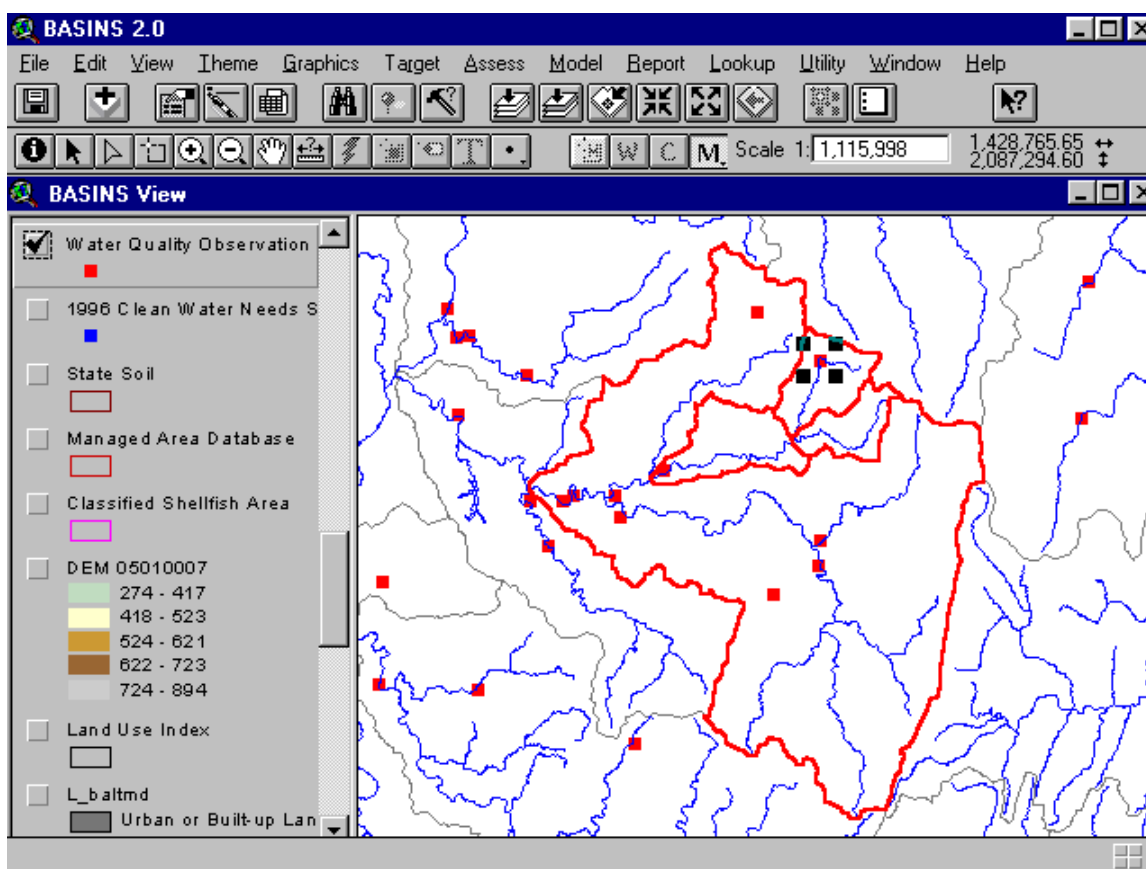 BASINS 2.0
File Edit View Theme Graphics Target Assess Model Report Lookup Utility Window Help
W C M Scale 1: 1,115,998 1,428,765.65
2,087,294.60
BASINS View
Water Quality Observation
1996 Clean Water Needs S
State Soil
Managed Area Database
Classified Shellfish Area
DEM 05010007
274 - 417
418 - 523
524 - 621
622 - 723
724 - 894
Land Use Index
L_baltmd
Urban or Built-up Lan